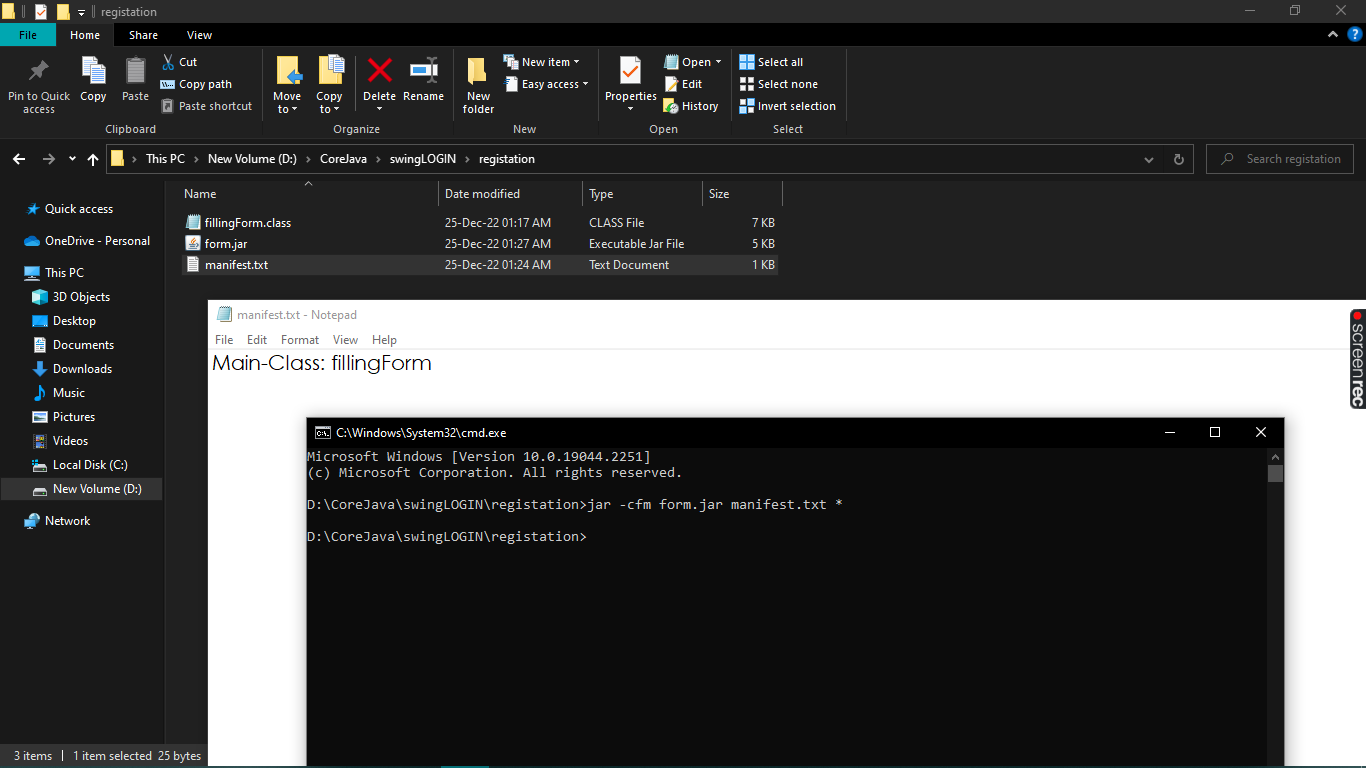 registation
File Home Share View
Pin to Quick access
Copy
Paste
Cut
Copy path
Paste shortcut
Clipboard
Move to
Copy to
Delete
Rename
Organize
New folder
New item
Easy access
New
Properties
Open
Edit
History
Open
Select all
Select none
Invert selection
Select
This PC > New Volume (D:) > CoreJava > swingLOGIN > registation
Search registation
Name Date modified Type Size
fillingForm.class 25-Dec-22 01:17 AM CLASS File 7 KB
form.jar 25-Dec-22 01:27 AM Executable Jar File 5 KB
manifest.txt 25-Dec-22 01:24 AM Text Document 1 KB
Quick access
OneDrive - Personal
This PC
3D Objects
Desktop
Documents
Downloads
Music
Pictures
Videos
Local Disk (C:)
New Volume (D:)
Network
manifest.txt - Notepad
File Edit Format View Help
Main-Class: fillingForm
C:\Windows\System32\cmd.exe
Microsoft Windows [Version 10.0.19044.2251]
(c) Microsoft Corporation. All rights reserved.
D:\CoreJava\swingLOGIN\registation>jar -cfm form.jar manifest.txt *
D:\CoreJava\swingLOGIN\registation>
screenrec
3 items 1 item selected 25 bytes